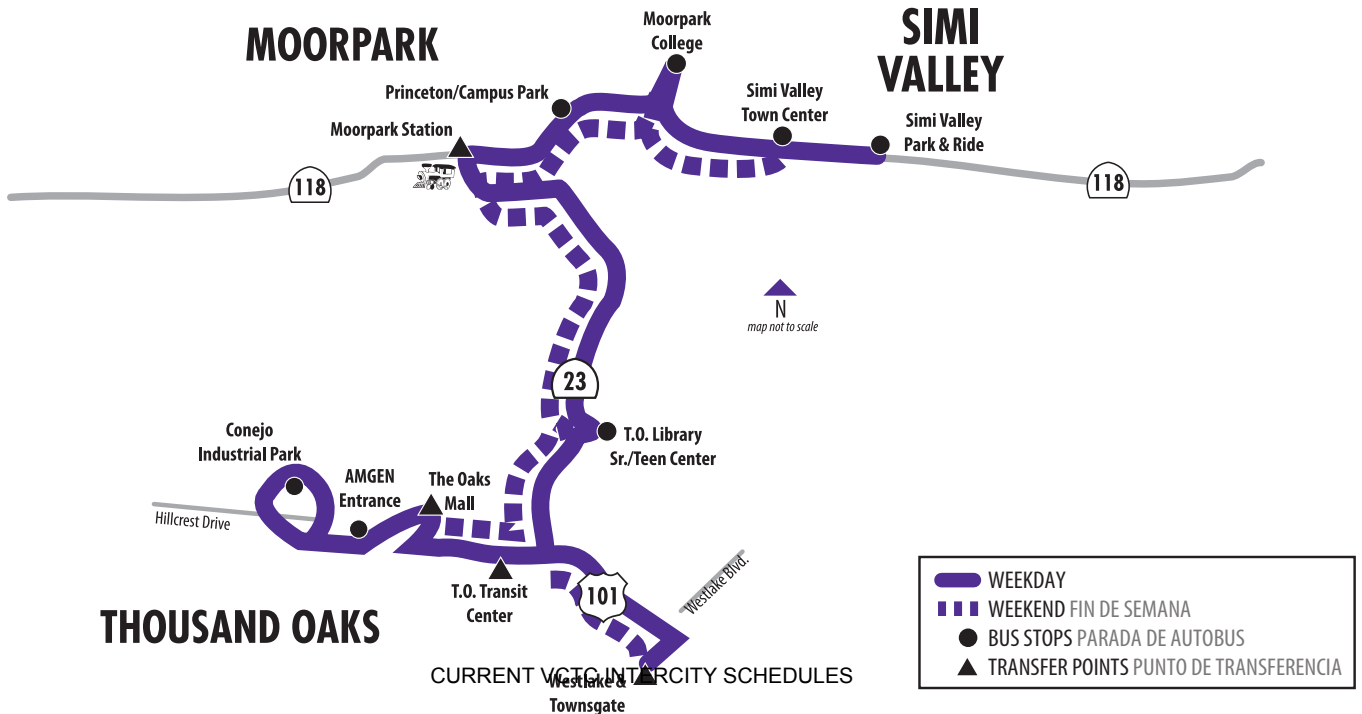 MOORPARK
SIMI
VALLEY
Moorpark
College
Princeton/Campus Park
Simi Valley
Town Center
Moorpark Station
Simi Valley
Park & Ride
118
118
N
map not to scale
23
Conejo
Industrial Park
T.O. Library
Sr./Teen Center
AMGEN
Entrance
The Oaks
Mall
Hillcrest Drive
T.O. Transit
Center
101
Westlake Blvd.
THOUSAND OAKS
WEEKDAY
WEEKEND FIN DE SEMANA
BUS STOPS PARADA DE AUTOBUS
TRANSFER POINTS PUNTO DE TRANSFERENCIA
CURRENT VCTC INTERCITY SCHEDULES
Westlake &
Townsgate